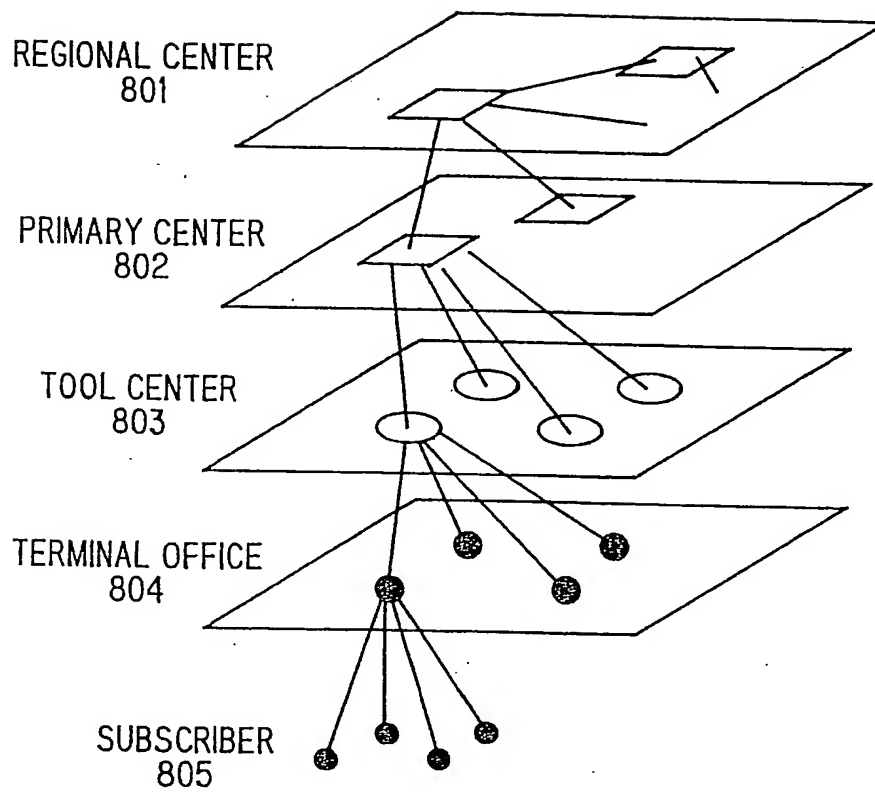 REGIONAL CENTER
801
PRIMARY CENTER
802
TOOL CENTER
803
TERMINAL OFFICE
804
SUBSCRIBER
805